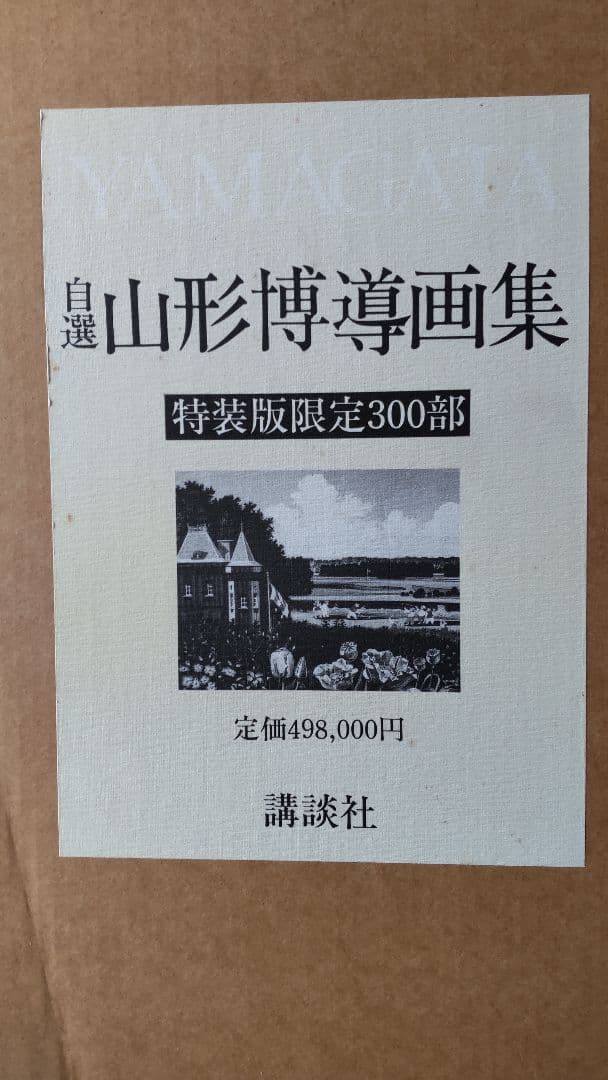 YAMAGATA
自選 山形博導画集
特装版限定300部
定価498,000円
講談社